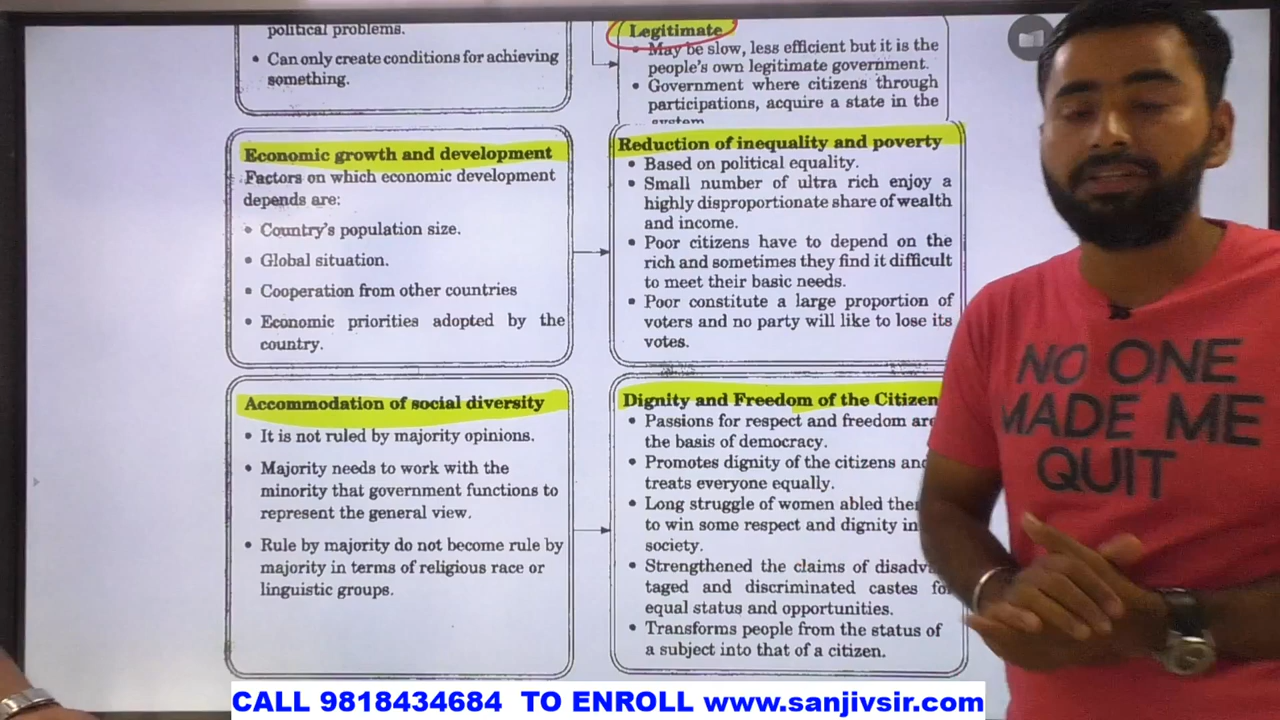 political problems.
• Can only create conditions for achieving
something.
Legitimate
• May be slow, less efficient but it is the
people's own legitimate government.
• Government where citizens through
participations, acquire a state in the
system
Economic growth and development
Factors on which economic development
depends are:
• Country's population size.
• Global situation.
• Cooperation from other countries
• Economic priorities adopted by the
country.
Reduction of inequality and poverty
• Based on political equality.
• Small number of ultra rich enjoy a
highly disproportionate share of wealth
and income.
• Poor citizens have to depend on the
rich and sometimes they find it difficult
to meet their basic needs.
• Poor constitute a large proportion of
voters and no party will like to lose its
votes.
Accommodation of social diversity
• It is not ruled by majority opinions.
• Majority needs to work with the
minority that government functions to
represent the general view.
• Rule by majority do not become rule by
majority in terms of religious race or
linguistic groups.
Dignity and Freedom of the Citizen
• Passions for respect and freedom are
the basis of democracy.
• Promotes dignity of the citizens and
treats everyone equally.
• Long struggle of women abled
to win some respect and dignity in
society.
• Strengthened the claims of
taged and discriminated castes
equal status and opportunities.
• Transforms people from the status of
a subject into that of a citizen.
NO ONE
MADE ME
QUIT
CALL 9818434684 TO ENROLL www.sanjivsir.com